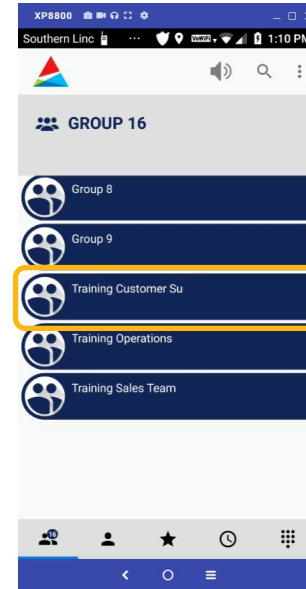 XP8800
Southern Linc ... VoWiFi 1:10 PM
GROUP 16
Group 8
Group 9
Training Customer Su
Training Operations
Training Sales Team
16